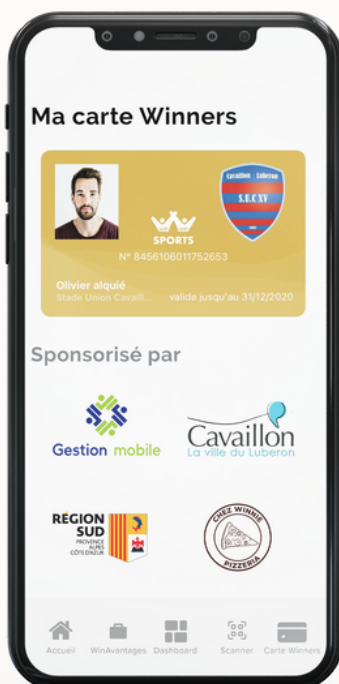 Ma carte Winners
Cavaillon Luberon
S.U.C XV
SPORTS
N° 8456106011752653
Olivier alquié
Stade Union Cavaill... valide jusqu'au 31/12/2020
Sponsorisé par
Gestion mobile
Cavaillon
La ville du Luberon
RÉGION
SUD
PROVENCE
ALPES
CÔTE D'AZUR
CHEZ WINNIE
PIZZERIA
Accueil WinAvantages Dashboard Scanner Carte Winners